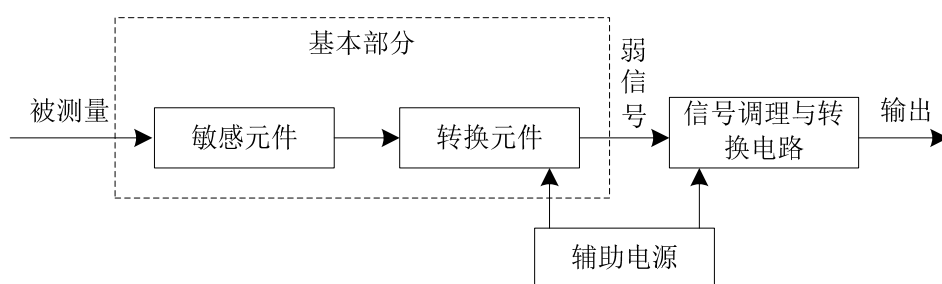 基本部分
弱
信
号
被测量
敏感元件
转换元件
信号调理与转
换电路
输出
辅助电源